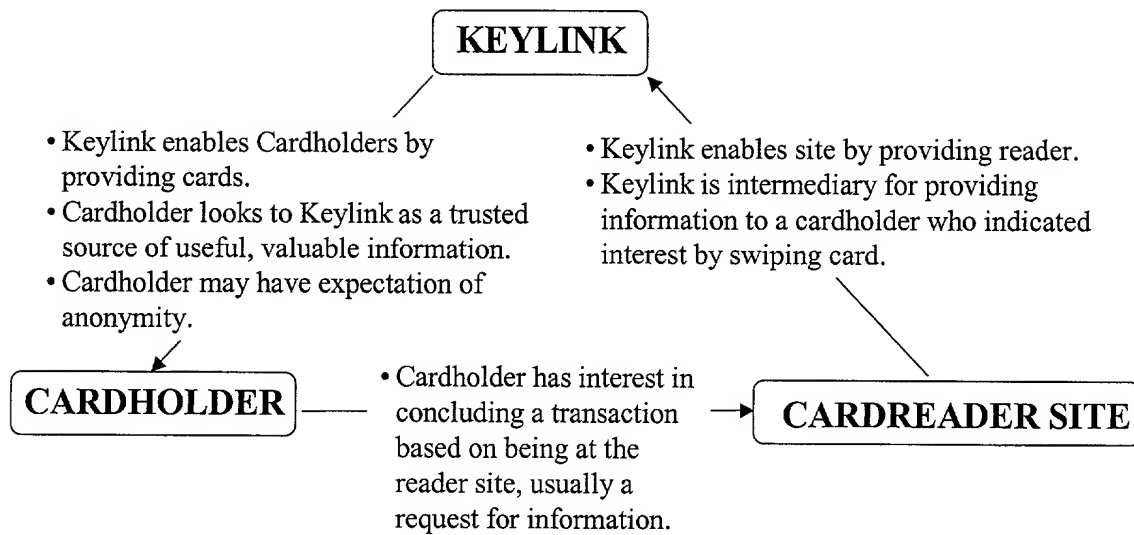 KEYLINK
• Keylink enables Cardholders by
providing cards.
• Cardholder looks to Keylink as a trusted
source of useful, valuable information.
• Cardholder may have expectation of
anonymity.
• Keylink enables site by providing reader.
• Keylink is intermediary for providing
information to a cardholder who indicated
interest by swiping card.
CARDHOLDER
• Cardholder has interest in
concluding a transaction
based on being at the
reader site, usually a
request for information.
CARDREADER SITE